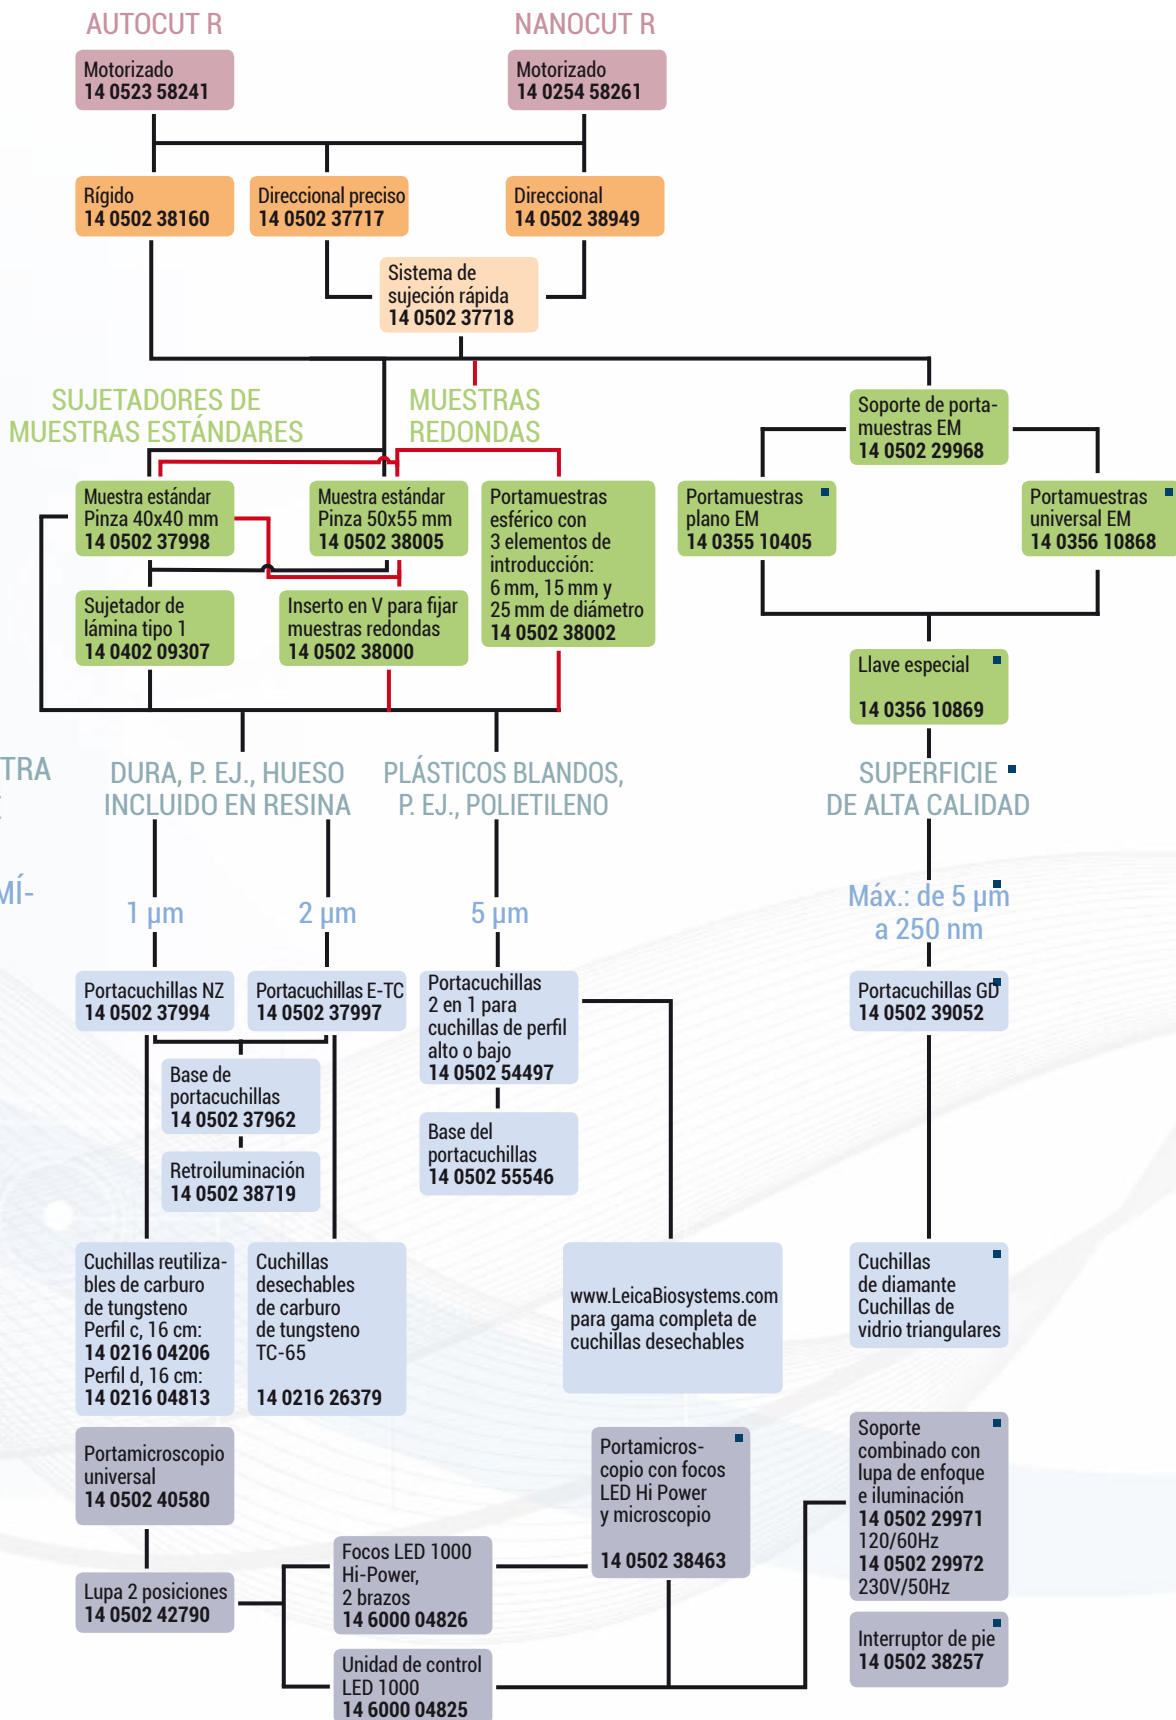 AUTOCUT R
NANOCUT R
Motorizado
14 0523 58241
Motorizado
14 0254 58261
Rígido
14 0502 38160
Direccional preciso
14 0502 37717
Direccional
14 0502 38949
Sistema de
sujeción rápida
14 0502 37718
SUJETADORES DE
MUESTRAS ESTÁNDARES
MUESTRAS
REDONDAS
Soporte de porta-
muestras EM
14 0502 29968
Muestra estándar
Pinza 40x40 mm
14 0502 37998
Muestra estándar
Pinza 50x55 mm
14 0502 38005
Portamuestras
esférico con
3 elementos de
introducción:
6 mm, 15 mm y
25 mm de diámetro
14 0502 38002
Portamuestras
plano EM
14 0355 10405
Portamuestras
universal EM
14 0356 10868
Sujetador de
lámina tipo 1
14 0402 09307
Inserto en V para fijar
muestras redondas
14 0502 38000
Llave especial
14 0356 10869
TRA
DURA, P. EJ., HUESO
INCLUIDO EN RESINA
PLÁSTICOS BLANDOS,
P. EJ., POLIETILENO
SUPERFICIE
DE ALTA CALIDAD
MÍ-
1 µm
2 µm
5 µm
Máx.: de 5 µm
a 250 nm
Portacuchillas NZ
14 0502 37994
Portacuchillas E-TC
14 0502 37997
Portacuchillas
2 en 1 para
cuchillas de perfil
alto o bajo
14 0502 54497
Portacuchillas GD
14 0502 39052
Base de
portacuchillas
14 0502 37962
Base del
portacuchillas
14 0502 55546
Retroiluminación
14 0502 38719
Cuchillas reutiliza-
bles de carburo
de tungsteno
Perfil c, 16 cm:
14 0216 04206
Perfil d, 16 cm:
14 0216 04813
Cuchillas
desechables
de carburo
de tungsteno
TC-65
14 0216 26379
www.LeicaBiosystems.com
para gama completa de
cuchillas desechables
Cuchillas
de diamante
Cuchillas de
vidrio triangulares
Portamicroscopio
universal
14 0502 40580
Portamicros-
copio con focos
LED Hi Power
y microscopio
14 0502 38463
Soporte
combinado con
lupa de enfoque
e iluminación
14 0502 29971
120/60Hz
14 0502 29972
230V/50Hz
Lupa 2 posiciones
14 0502 42790
Focos LED 1000
Hi-Power,
2 brazos
14 6000 04826
Interruptor de pie
14 0502 38257
Unidad de control
LED 1000
14 6000 04825